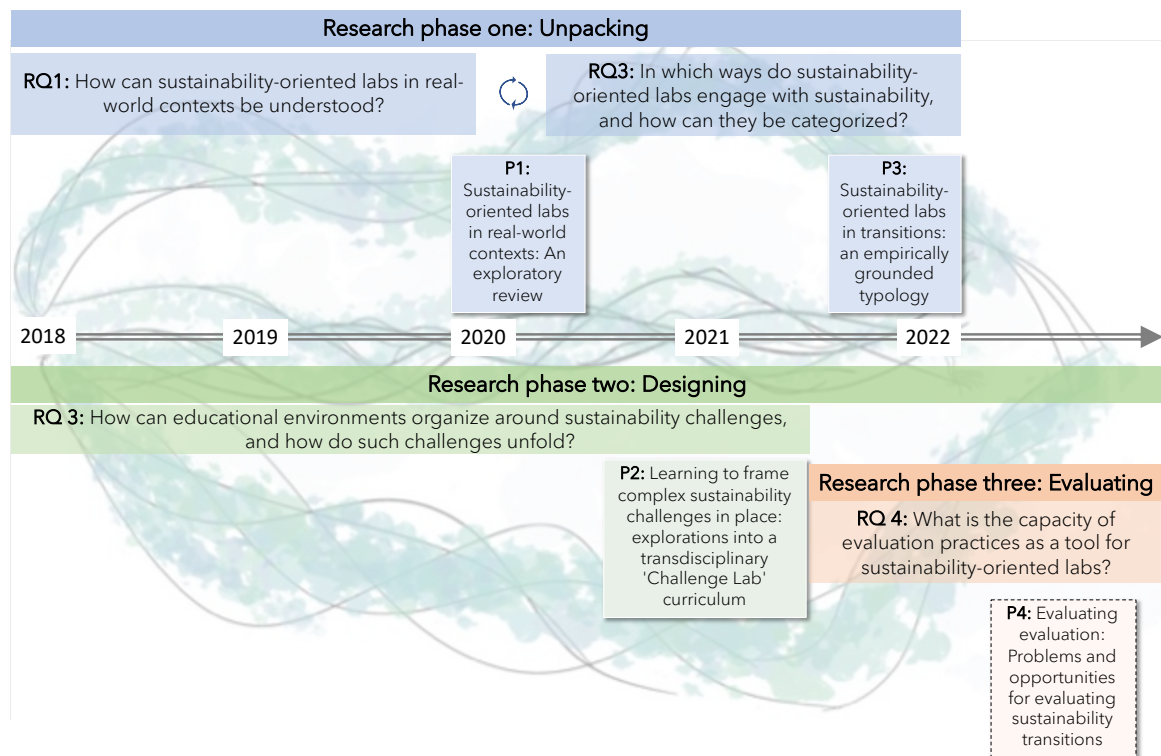 Research phase one: Unpacking
RQ1: How can sustainability-oriented labs in real-
world contexts be understood?
RQ3: In which ways do sustainability-
oriented labs engage with sustainability,
and how can they be categorized?
P1:
Sustainability-
oriented labs
in real-world
contexts: An
exploratory
review
P3:
Sustainability-
oriented labs
in transitions:
an empirically
grounded
typology
2018
2019
2020
2021
2022
Research phase two: Designing
RQ 3: How can educational environments organize around sustainability challenges,
and how do such challenges unfold?
P2: Learning to frame
complex sustainability
challenges in place:
explorations into a
transdisciplinary
'Challenge Lab'
curriculum
Research phase three: Evaluating
RQ 4: What is the capacity of
evaluation practices as a tool for
sustainability-oriented labs?
P4: Evaluating
evaluation:
Problems and
opportunities
for evaluating
sustainability
transitions